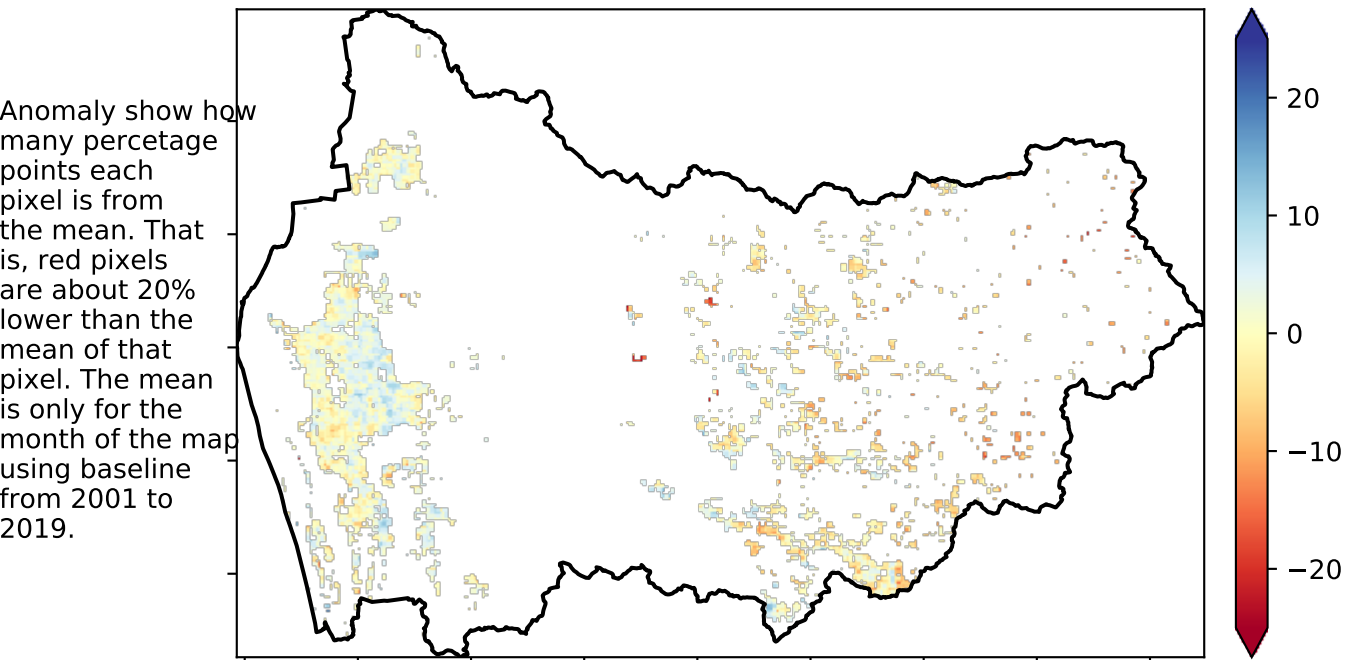 Anomaly show how
many percetage
points each
pixel is from
the mean. That
is, red pixels
are about 20%
lower than the
mean of that
pixel. The mean
is only for the
month of the map
using baseline
from 2001 to
2019.
20
10
0
−10
−20